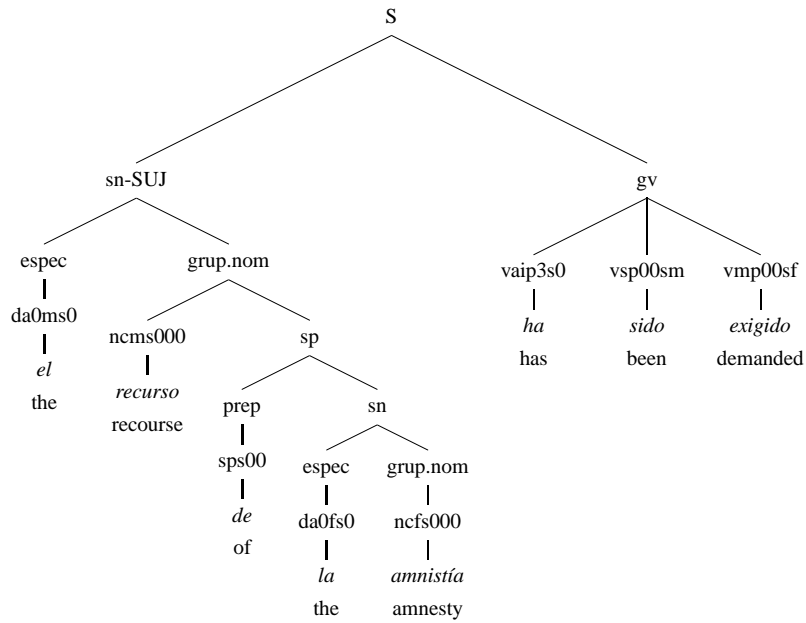 S
sn-SUJ gv
espec grup.nom vaip3s0 vsp00sm vmp00sf
da0ms0 ncms000 sp ha sido exigido
el recurso prep sn has been demanded
the recourse sps00 espec grup.nom
de da0fs0 ncfs000
of la amnistía
the amnesty